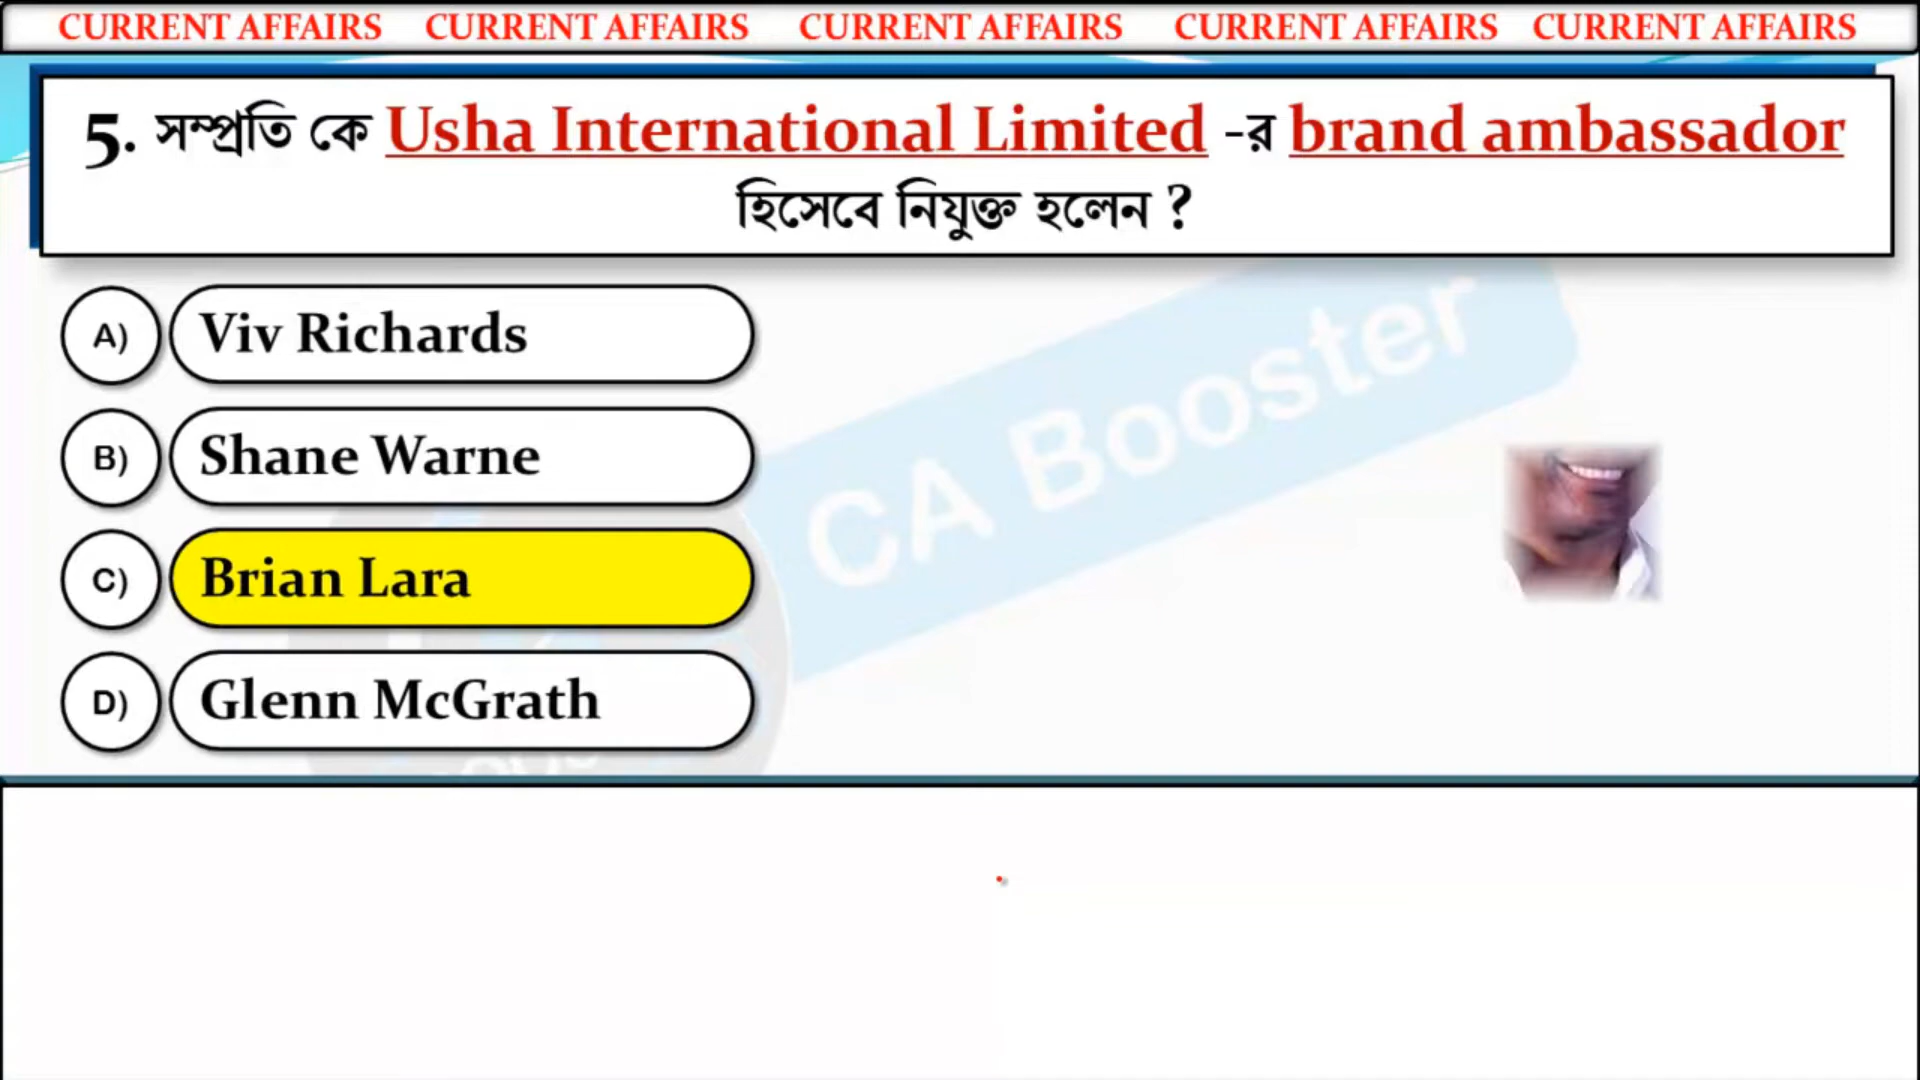 CURRENT AFFAIRS CURRENT AFFAIRS CURRENT AFFAIRS CURRENT AFFAIRS CURRENT AFFAIRS
5. সম্প্রতি কে Usha International Limited -র brand ambassador
হিসেবে নিযুক্ত হলেন ?
A) Viv Richards
B) Shane Warne
C) Brian Lara
D) Glenn McGrath
CA Booster